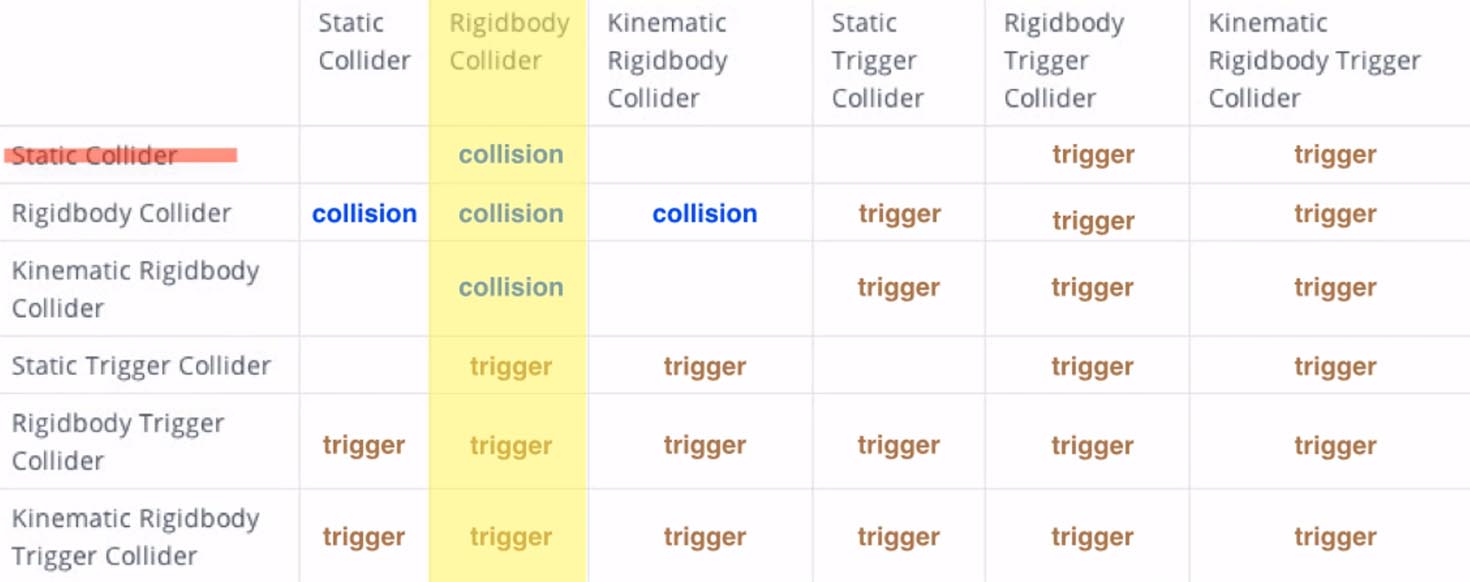 Static Collider
Rigidbody Collider
Kinematic Rigidbody Collider
Static Trigger Collider
Rigidbody Trigger Collider
Kinematic Rigidbody Trigger Collider
Static Collider collision trigger trigger
Rigidbody Collider collision collision collision trigger trigger trigger
Kinematic Rigidbody Collider collision trigger trigger trigger
Static Trigger Collider trigger trigger trigger trigger
Rigidbody Trigger Collider trigger trigger trigger trigger trigger trigger
Kinematic Rigidbody Trigger Collider trigger trigger trigger trigger trigger trigger